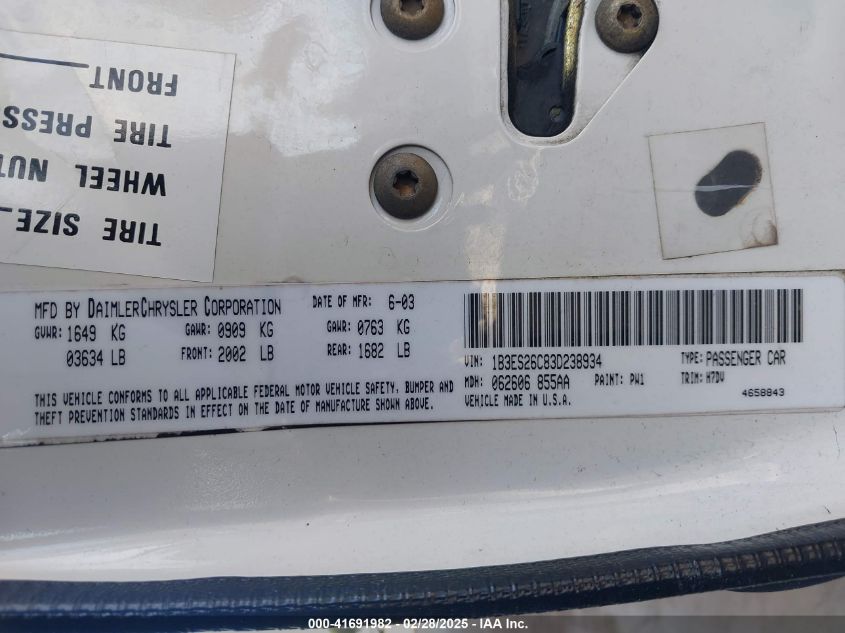 FRONT
TIRE PRESS
WHEEL NUT
TIRE SIZE
MFD BY DAIMLERCHRYSLER CORPORATION
DATE OF MFR: 6-03
GVWR: 1649 KG
03634 LB
GAWR: 0909 KG
FRONT: 2002 LB
GAWR: 0763 KG
REAR: 1682 LB
THIS VEHICLE CONFORMS TO ALL APPLICABLE FEDERAL MOTOR VEHICLE SAFETY, BUMPER AND
THEFT PREVENTION STANDARDS IN EFFECT ON THE DATE OF MANUFACTURE SHOWN ABOVE.
VIN: 1B3ES26C83D238934
TYPE: PASSENGER CAR
MDH: 062606 855AA
PAINT: PW1
TRIM: H7DV
VEHICLE MADE IN U.S.A.
4658843
000-41691982 / 02/28/2025 - IAA Inc.